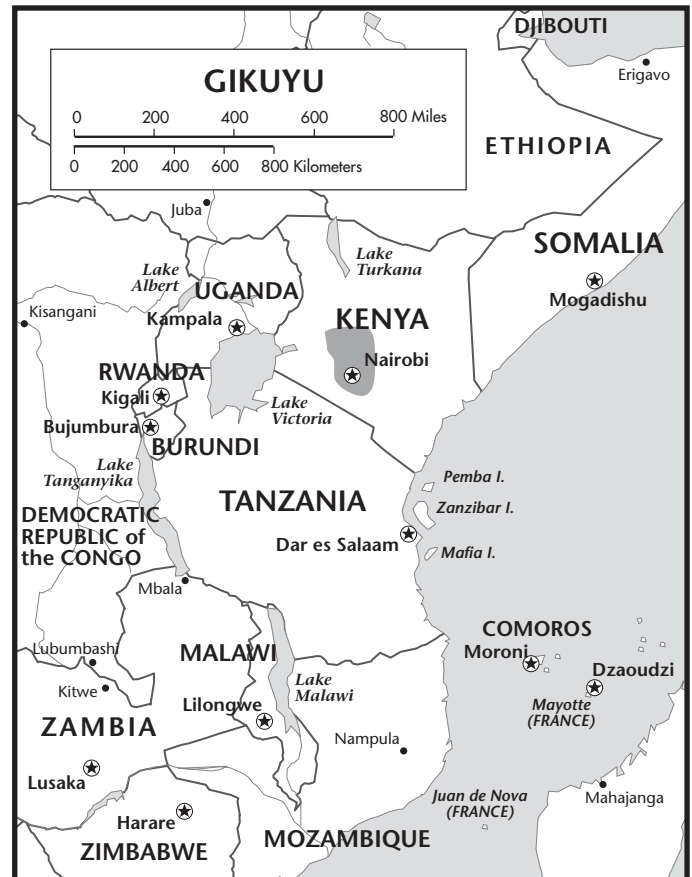 DJIBOUTI
Erigavo
GIKUYU
0 200 400 600 800 Miles
0 200 400 600 800 Kilometers
ETHIOPIA
Juba
SOMALIA
Lake
Turkana
Lake
Albert
UGANDA
Mogadishu
Kisangani
Kampala
KENYA
Nairobi
RWANDA
Kigali
Lake
Victoria
Bujumbura
BURUNDI
Lake
Tanganyika
Pemba I.
TANZANIA
Zanzibar I.
DEMOCRATIC
REPUBLIC of
the CONGO
Dar es Salaam
Mafia I.
Mbala
COMOROS
Moroni
Lubumbashi
MALAWI
Dzaoudzi
Lake
Malawi
Kitwe
Lilongwe
Mayotte
(FRANCE)
ZAMBIA
Nampula
Lusaka
Juan de Nova
(FRANCE)
Mahajanga
Harare
MOZAMBIQUE
ZIMBABWE